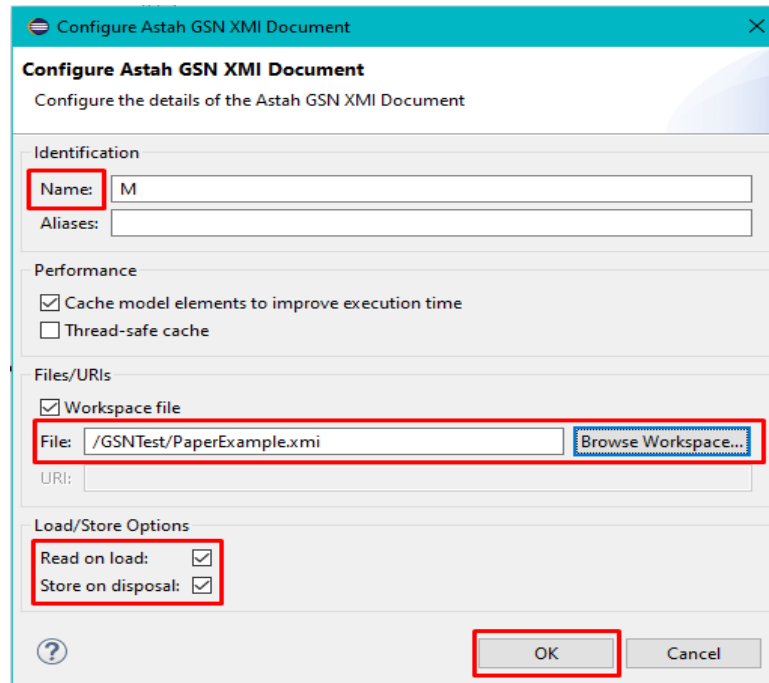 Configure Astah GSN XMI Document
Configure Astah GSN XMI Document
Configure the details of the Astah GSN XMI Document
Identification
Name: M
Aliases:
Performance
Cache model elements to improve execution time
Thread-safe cache
Files/URIs
Workspace file
File: /GSNTest/PaperExample.xmi Browse Workspace...
URI:
Load/Store Options
Read on load:
Store on disposal:
? OK Cancel